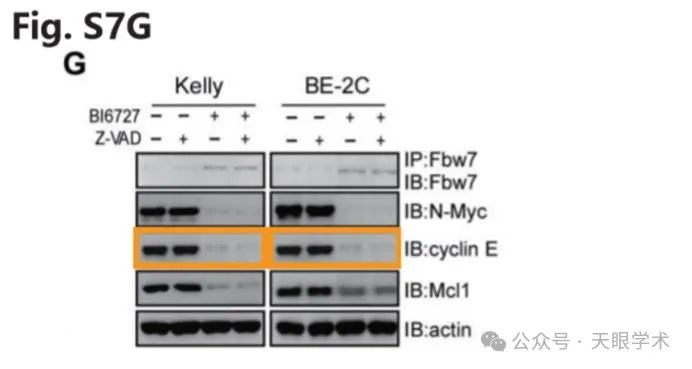 Fig. S7G
G
Kelly BE-2C
BI6727 − − + + − − + +
Z-VAD − + − + − + − +
IP:Fbw7
IB:Fbw7
IB:N-Myc
IB:cyclin E
IB:Mcl1
IB:actin
公众号 · 天眼学术